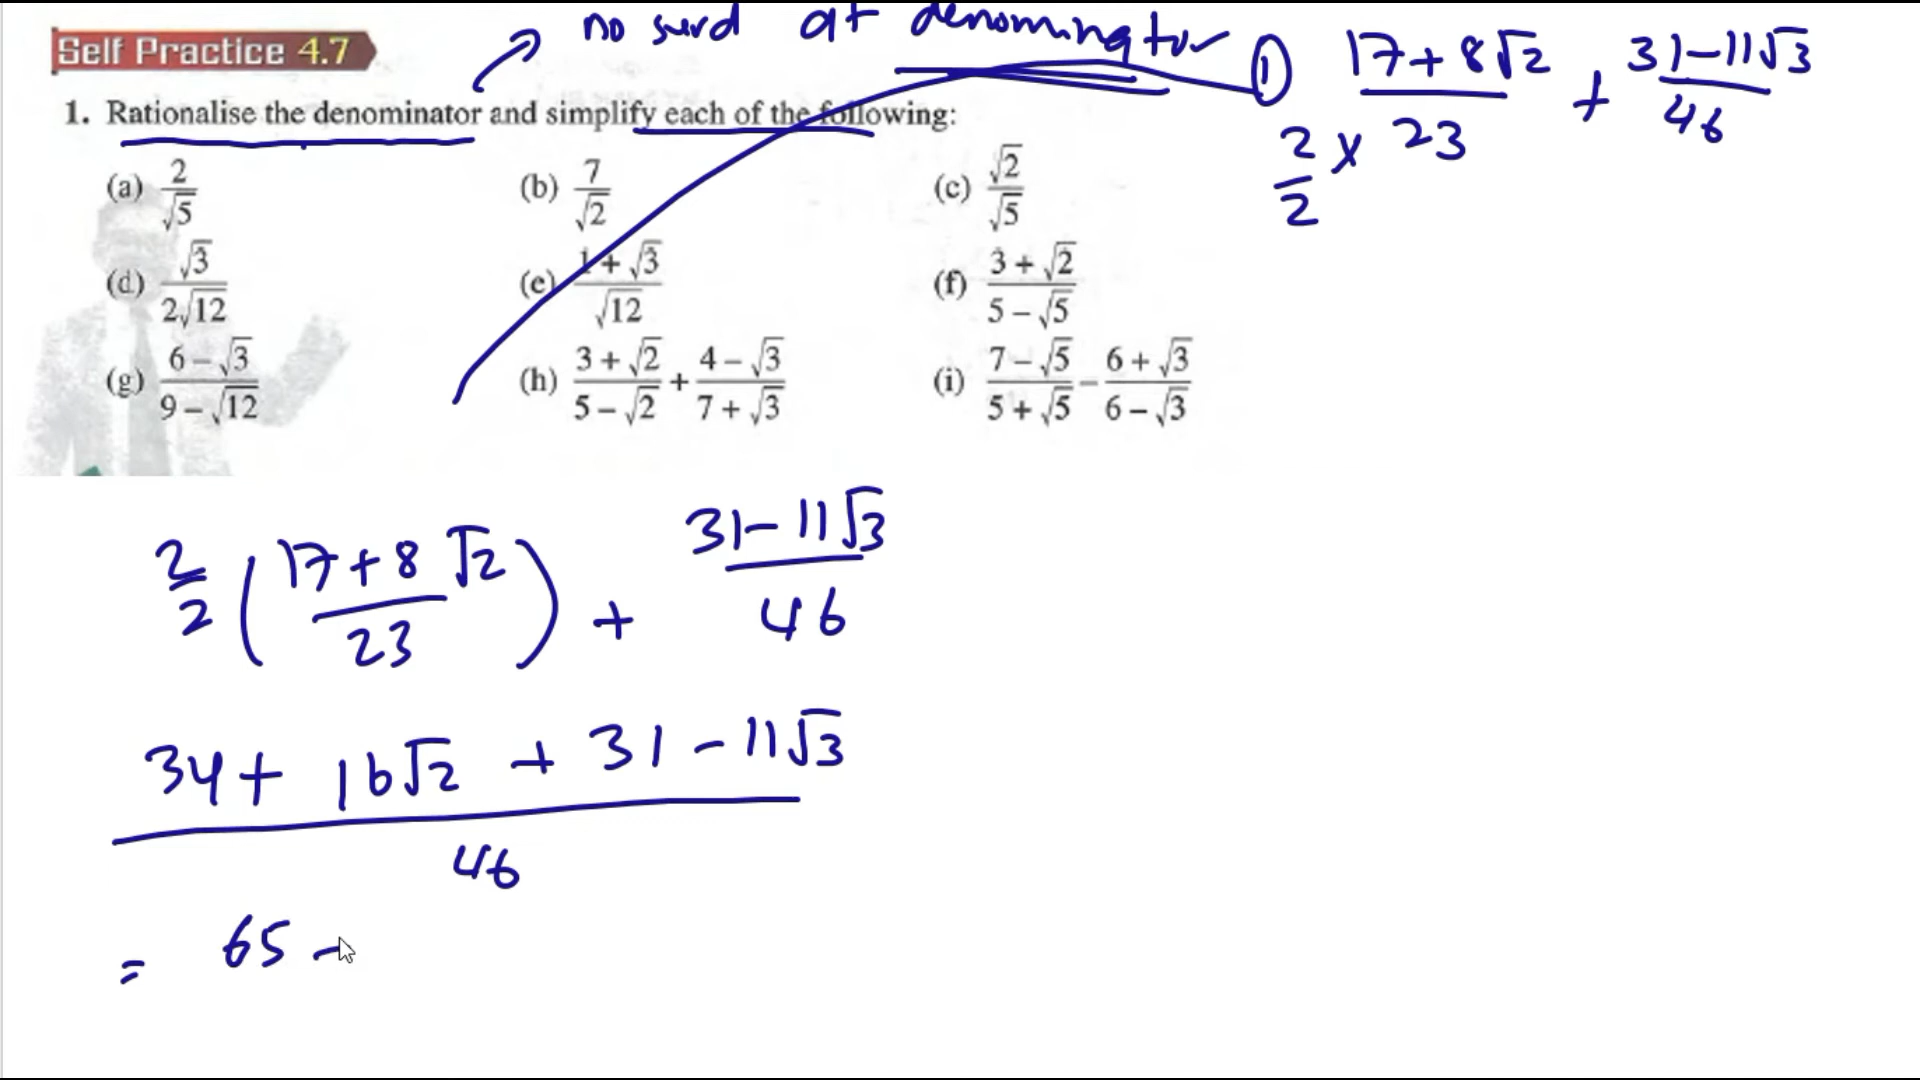 no surd at denominator
Self Practice 4.7
① (17+8√2)/23 + (31-11√3)/46
2/2 ×
1. Rationalise the denominator and simplify each of the following:
(a) 2/√5 (b) 7/√2 (c) √2/√5
(d) √3/2√12 (e) 1 + √3/√12 (f) 3 + √2/5 – √5
(g) 6 – √3/9 – √12 (h) 3 + √2/5 – √2 + 4 – √3/7 + √3 (i) 7 – √5/5 + √5 – 6 + √3/6 – √3
2/2 (17+8√2/23) + 31-11√3/46
34+ 16√2 + 31 - 11√3
46
= 65 -